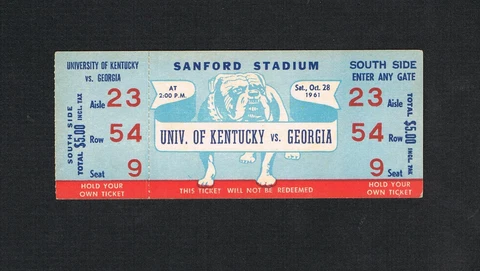 UNIVERSITY OF KENTUCKY
vs. GEORGIA
SOUTH SIDE
TOTAL $5.00 INCL. TAX
Aisle 23
Row 54
Seat 9
HOLD YOUR
OWN TICKET
SANFORD STADIUM
AT
2:00 P.M.
Sat., Oct. 28
1961
UNIV. OF KENTUCKY vs. GEORGIA
THIS TICKET WILL NOT BE REDEEMED
SOUTH SIDE
ENTER ANY GATE
23 Aisle
54 Row
9 Seat
TOTAL $5.00 INCL. TAX
HOLD YOUR
OWN TICKET